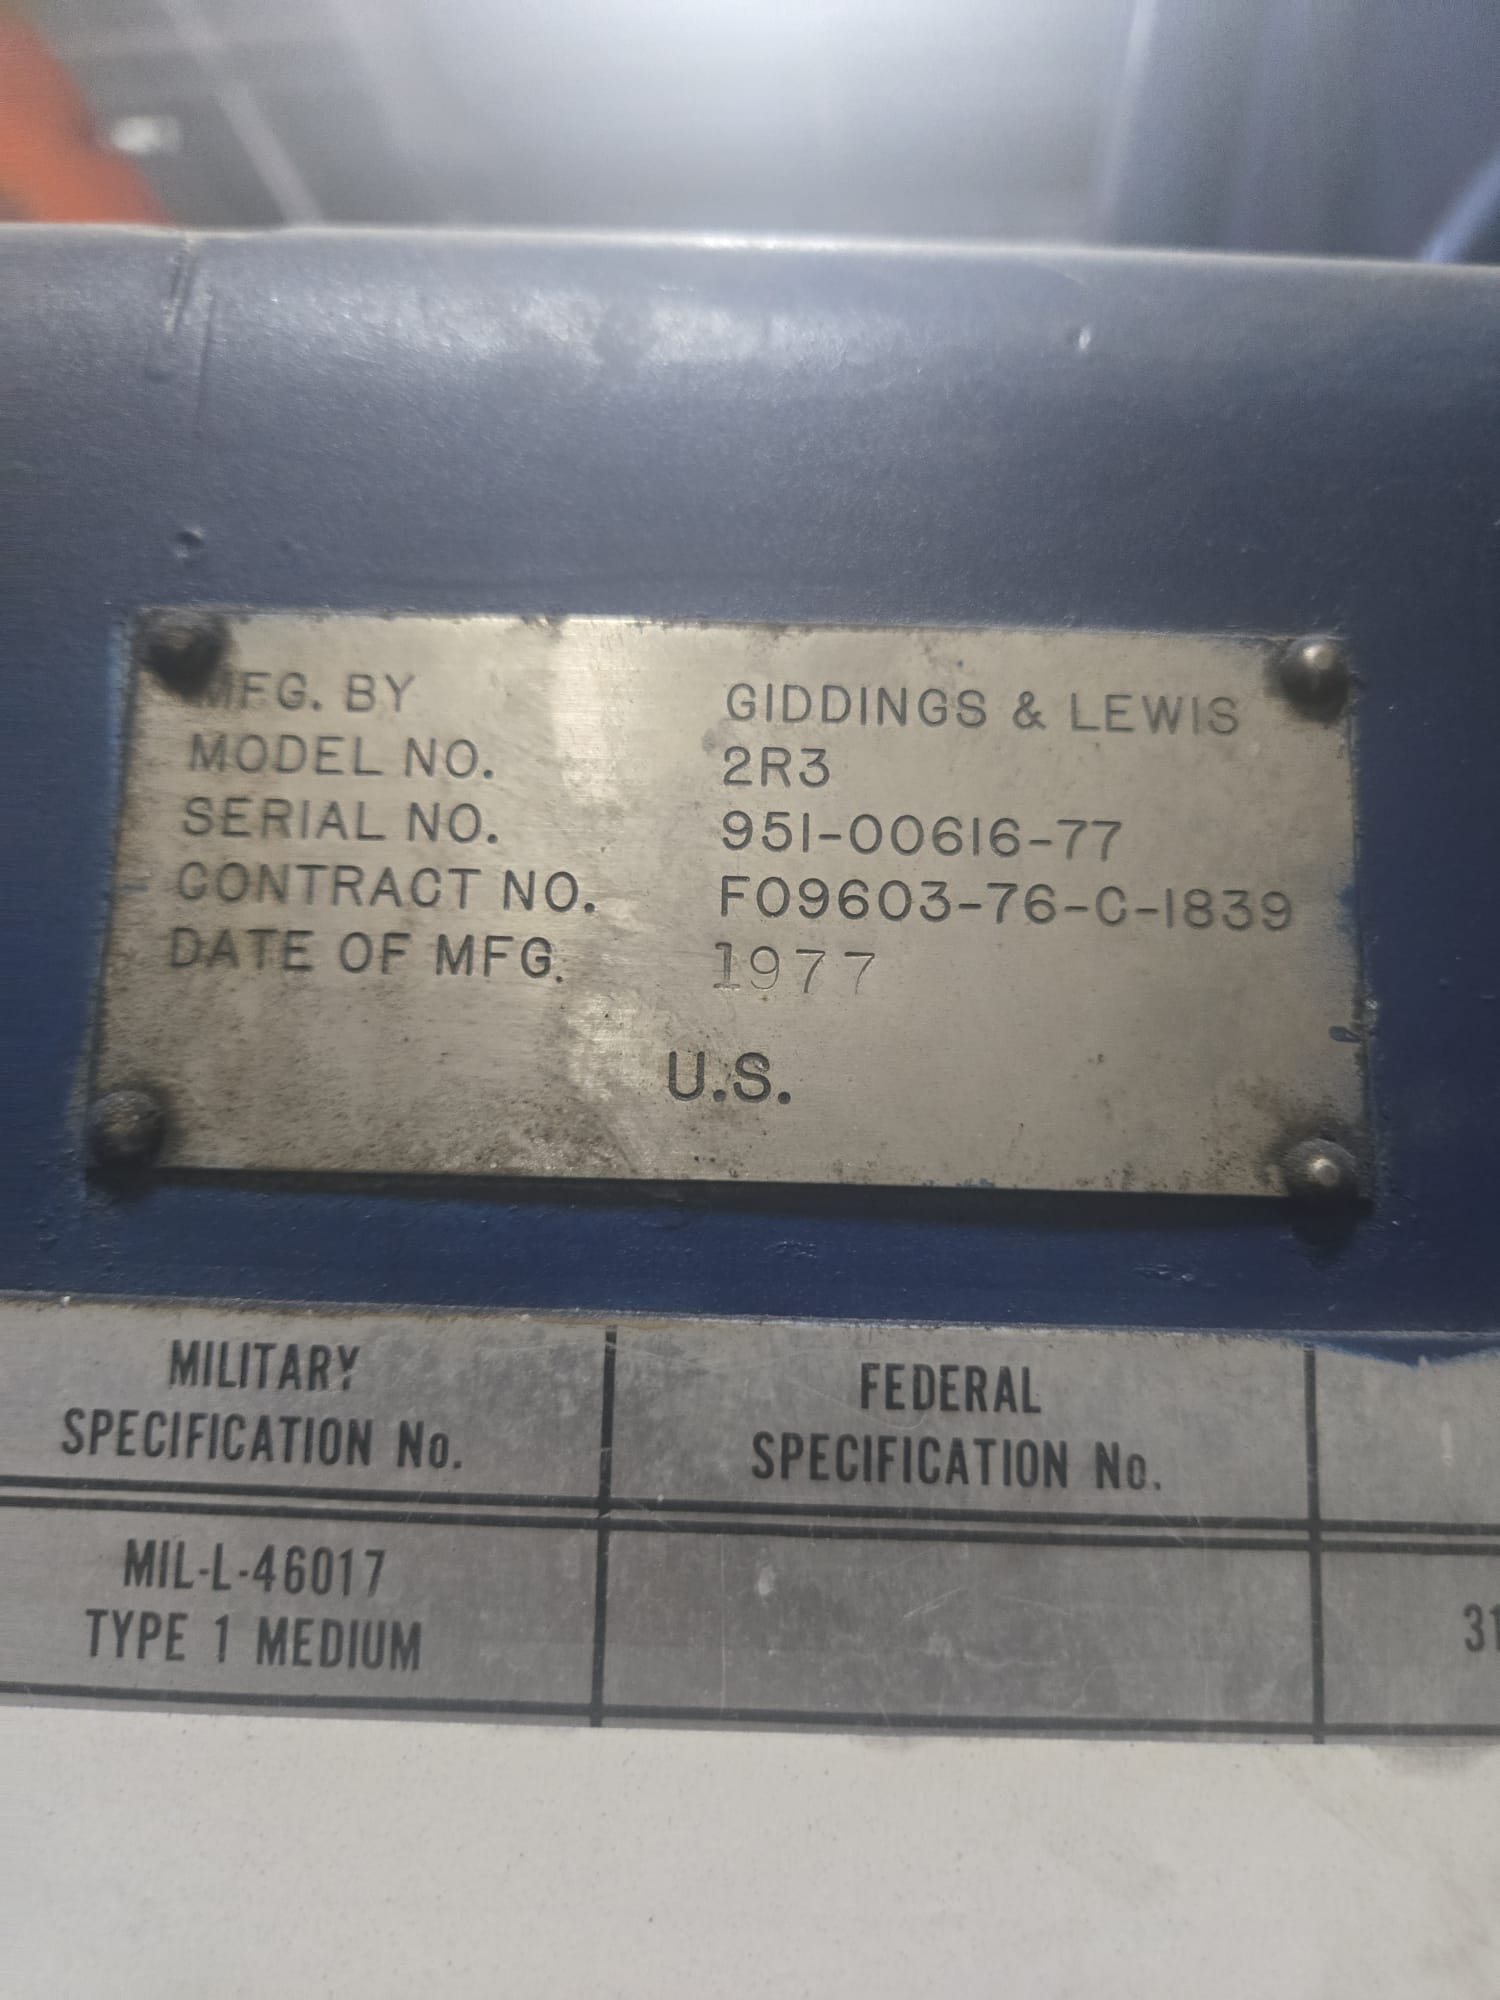 MFG. BY GIDDINGS & LEWIS
MODEL NO. 2R3
SERIAL NO. 951-00616-77
CONTRACT NO. F09603-76-C-1839
DATE OF MFG. 1977
U.S.
MILITARY FEDERAL
SPECIFICATION No. SPECIFICATION No.
MIL-L-46017
TYPE 1 MEDIUM 31